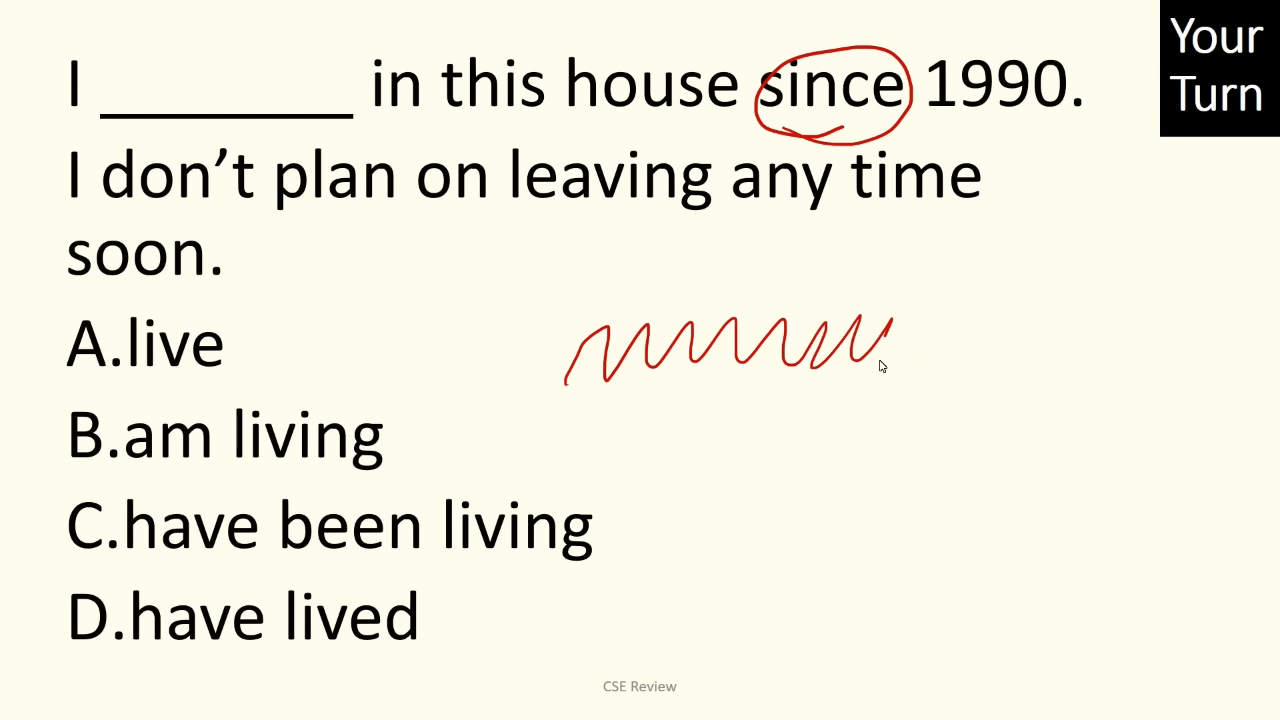 I _______ in this house since 1990.
I don’t plan on leaving any time
soon.
A.live
B.am living
C.have been living
D.have lived
Your
Turn
CSE Review